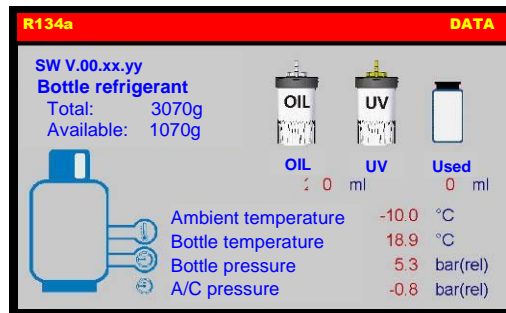 R134a DATA
SW V.00.xx.yy
Bottle refrigerant
Total: 3070g
Available: 1070g
OIL UV
OIL UV Used
0 ml 0 ml
Ambient temperature -10.0 °C
Bottle temperature 18.9 °C
Bottle pressure 5.3 bar(rel)
A/C pressure -0.8 bar(rel)